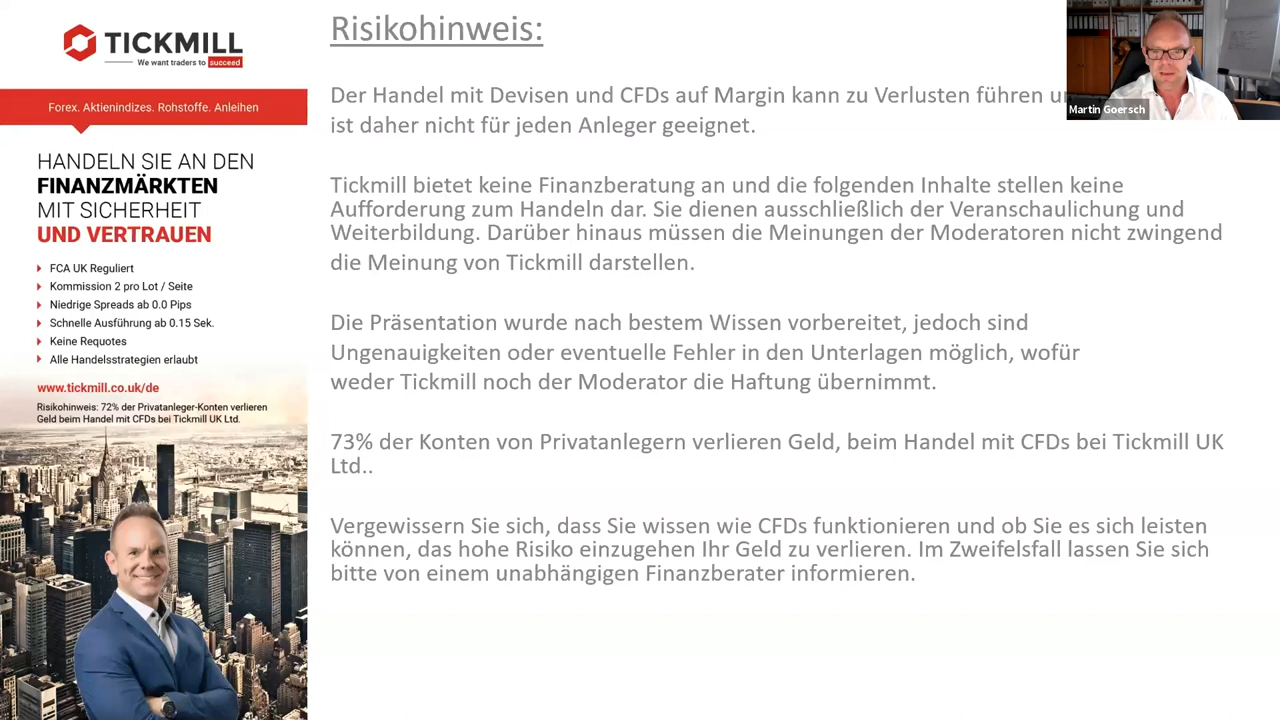 TICKMILL
We want traders to succeed
Forex. Aktienindizes. Rohstoffe. Anleihen
HANDELN SIE AN DEN
FINANZMÄRKTEN
MIT SICHERHEIT
UND VERTRAUEN
FCA UK Reguliert
Kommission 2 pro Lot / Seite
Niedrige Spreads ab 0.0 Pips
Schnelle Ausführung ab 0.15 Sek.
Keine Requotes
Alle Handelsstrategien erlaubt
www.tickmill.co.uk/de
Risikohinweis: 72% der Privatanleger-Konten verlieren
Geld beim Handel mit CFDs bei Tickmill UK Ltd.
Risikohinweis:
Der Handel mit Devisen und CFDs auf Margin kann zu Verlusten führen
ist daher nicht für jeden Anleger geeignet.
Tickmill bietet keine Finanzberatung an und die folgenden Inhalte stellen keine
Aufforderung zum Handeln dar. Sie dienen ausschließlich der Veranschaulichung und
Weiterbildung. Darüber hinaus müssen die Meinungen der Moderatoren nicht zwingend
die Meinung von Tickmill darstellen.
Die Präsentation wurde nach bestem Wissen vorbereitet, jedoch sind
Ungenauigkeiten oder eventuelle Fehler in den Unterlagen möglich, wofür
weder Tickmill noch der Moderator die Haftung übernimmt.
73% der Konten von Privatanlegern verlieren Geld, beim Handel mit CFDs bei Tickmill UK
Ltd..
Vergewissern Sie sich, dass Sie wissen wie CFDs funktionieren und ob Sie es sich leisten
können, das hohe Risiko einzugehen Ihr Geld zu verlieren. Im Zweifelsfall lassen Sie sich
bitte von einem unabhängigen Finanzberater informieren.
Martin Goersch